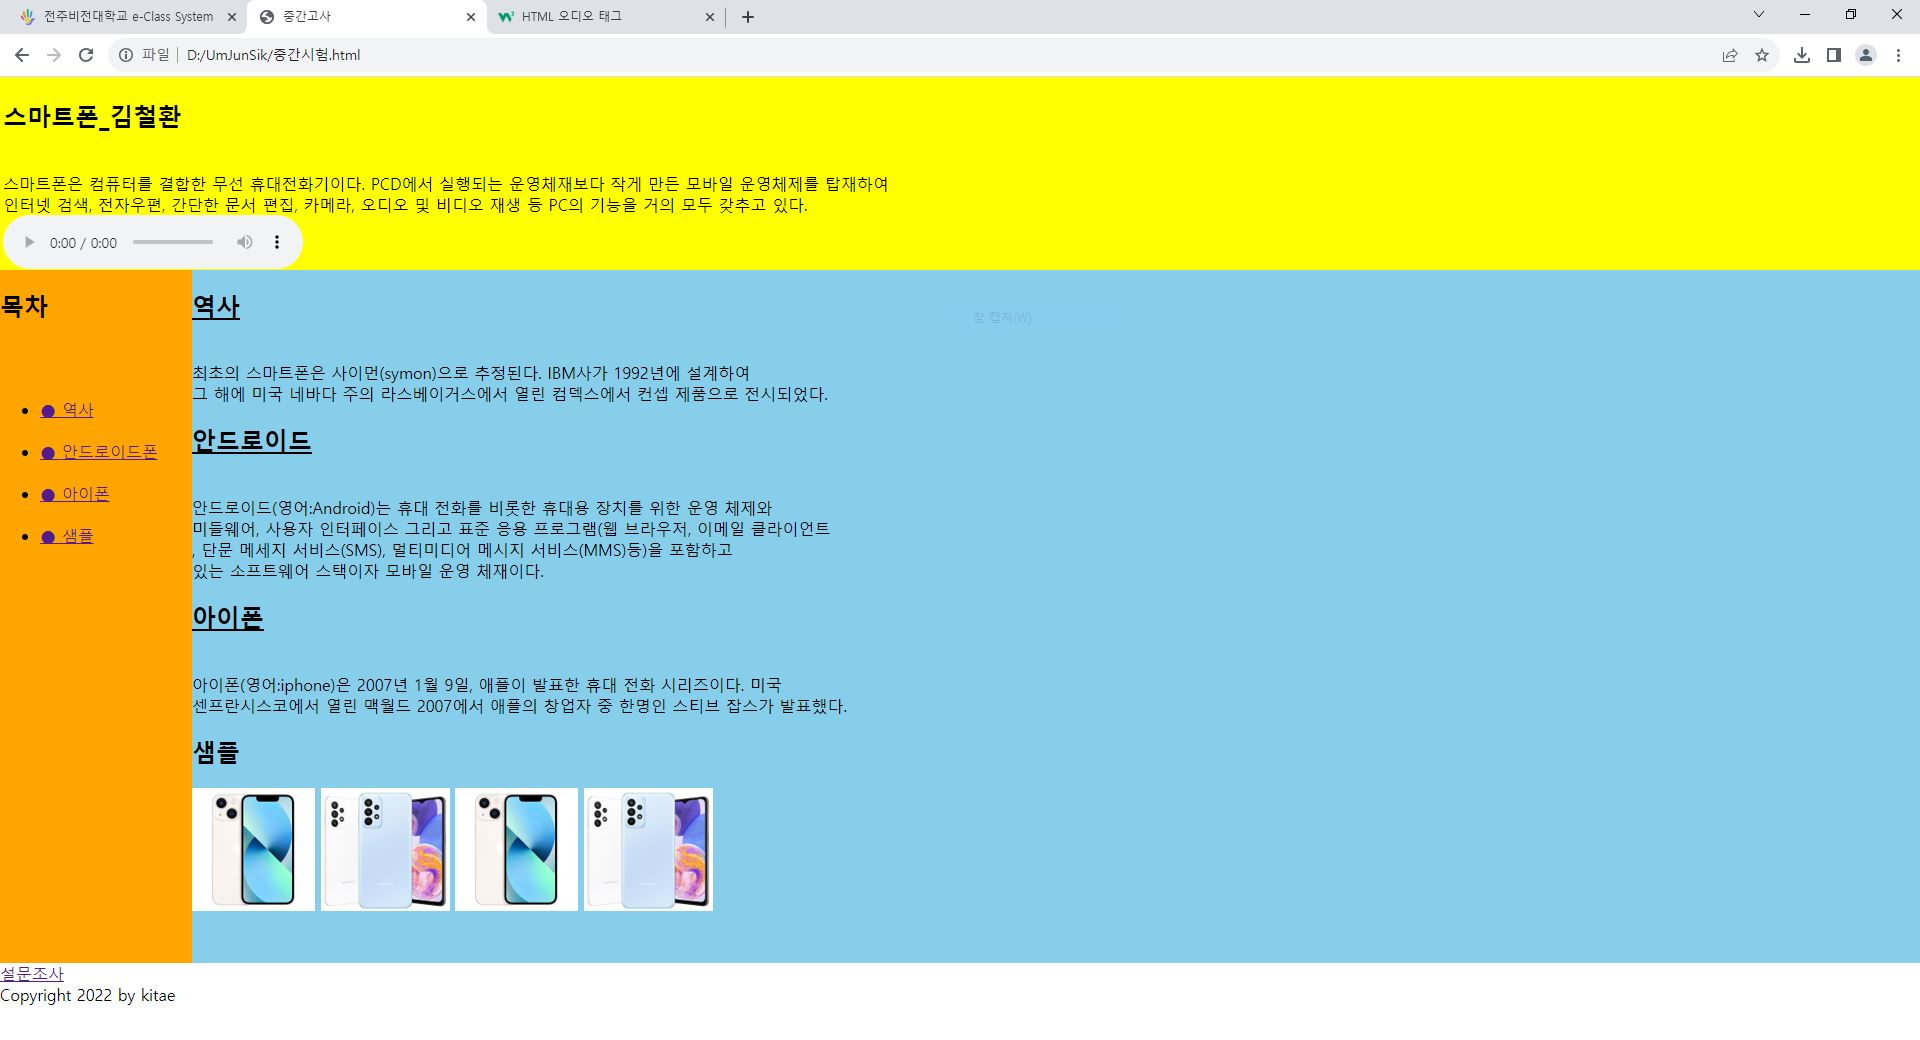 전주비전대학교 e-Class System
중간고사
HTML 오디오 태그
파일
D:/UmJunSik/중간시험.html
스마트폰_김철환
스마트폰은 컴퓨터를 결합한 무선 휴대전화기이다. PCD에서 실행되는 운영체재보다 작게 만든 모바일 운영체제를 탑재하여
인터넷 검색, 전자우편, 간단한 문서 편집, 카메라, 오디오 및 비디오 재생 등 PC의 기능을 거의 모두 갖추고 있다.
0:00 / 0:00
목차
● 역사
● 안드로이드폰
● 아이폰
● 샘플
역사
창 캡처(W)
최초의 스마트폰은 사이먼(symon)으로 추정된다. IBM사가 1992년에 설계하여
그 해에 미국 네바다 주의 라스베이거스에서 열린 컴덱스에서 컨셉 제품으로 전시되었다.
안드로이드
안드로이드(영어:Android)는 휴대 전화를 비롯한 휴대용 장치를 위한 운영 체제와
미들웨어, 사용자 인터페이스 그리고 표준 응용 프로그램(웹 브라우저, 이메일 클라이언트
, 단문 메세지 서비스(SMS), 멀티미디어 메시지 서비스(MMS)등)을 포함하고
있는 소프트웨어 스택이자 모바일 운영 체재이다.
아이폰
아이폰(영어:iphone)은 2007년 1월 9일, 애플이 발표한 휴대 전화 시리즈이다. 미국
센프란시스코에서 열린 맥월드 2007에서 애플의 창업자 중 한명인 스티브 잡스가 발표했다.
샘플
설문조사
Copyright 2022 by kitae